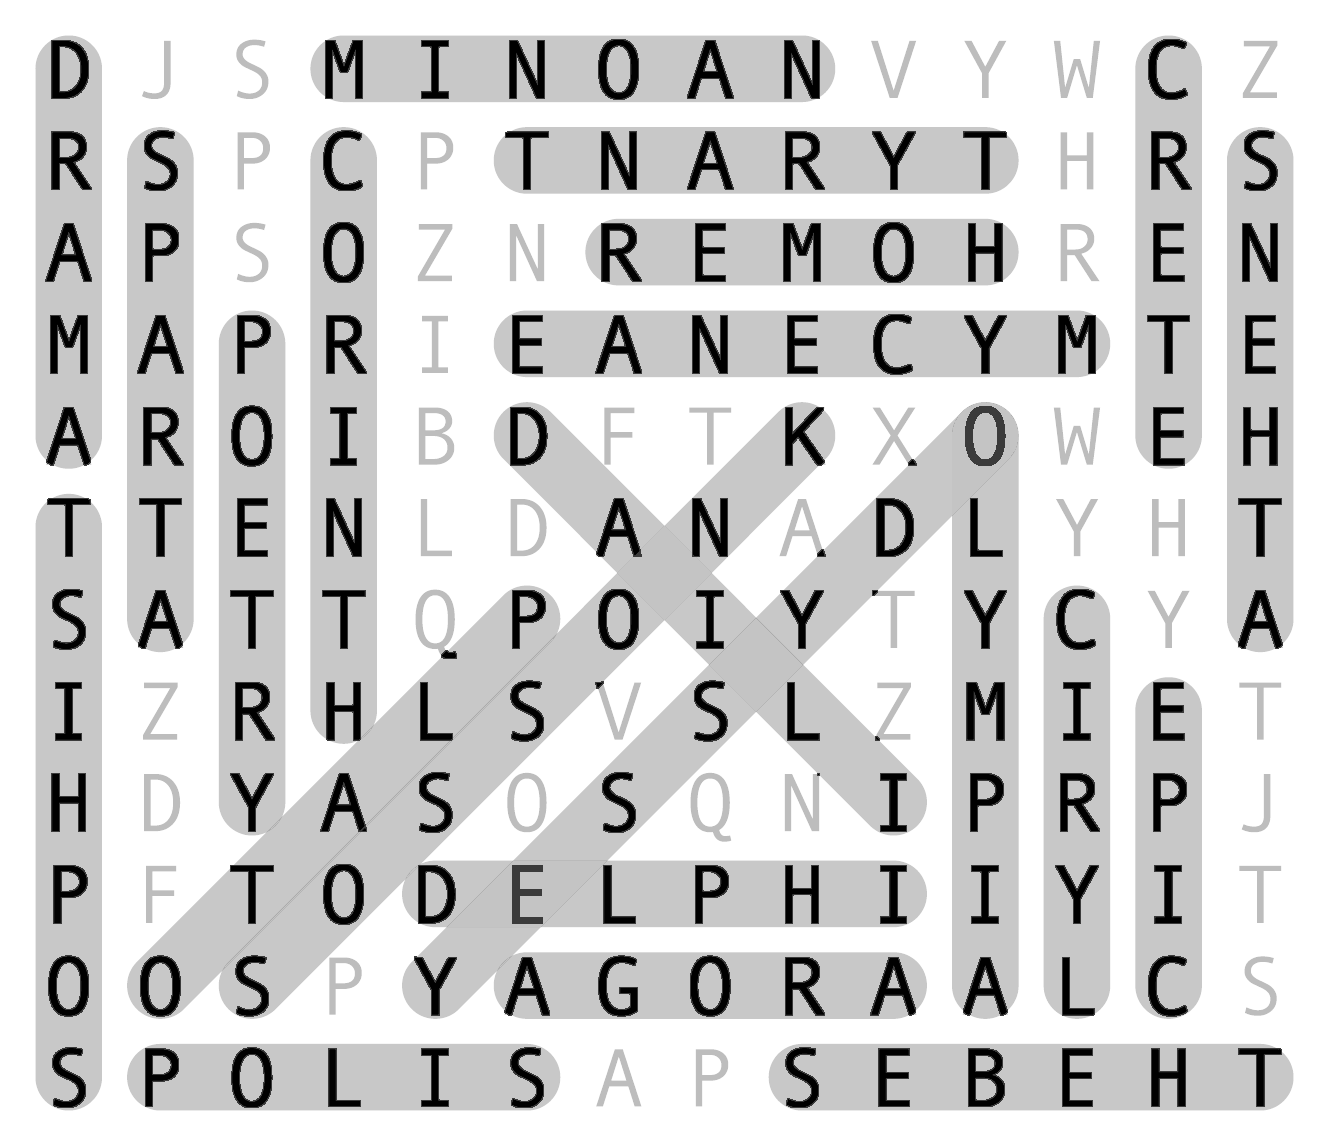 D J S M I N O A N V Y W C Z
R S P C P T N A R Y T H R S
A P S O Z N R E M O H R E N
M A P R I E A N E C Y M T E
A R O I B D F T K X O W E H
T T E N L D A N A D L Y H T
S A T T Q P O I Y T Y C Y A
I Z R H L S V S L Z M I E T
H D Y A S O S Q N I P R P J
P F T O D E L P H I I Y I T
O O S P Y A G O R A A L C S
S P O L I S A P S E B E H T